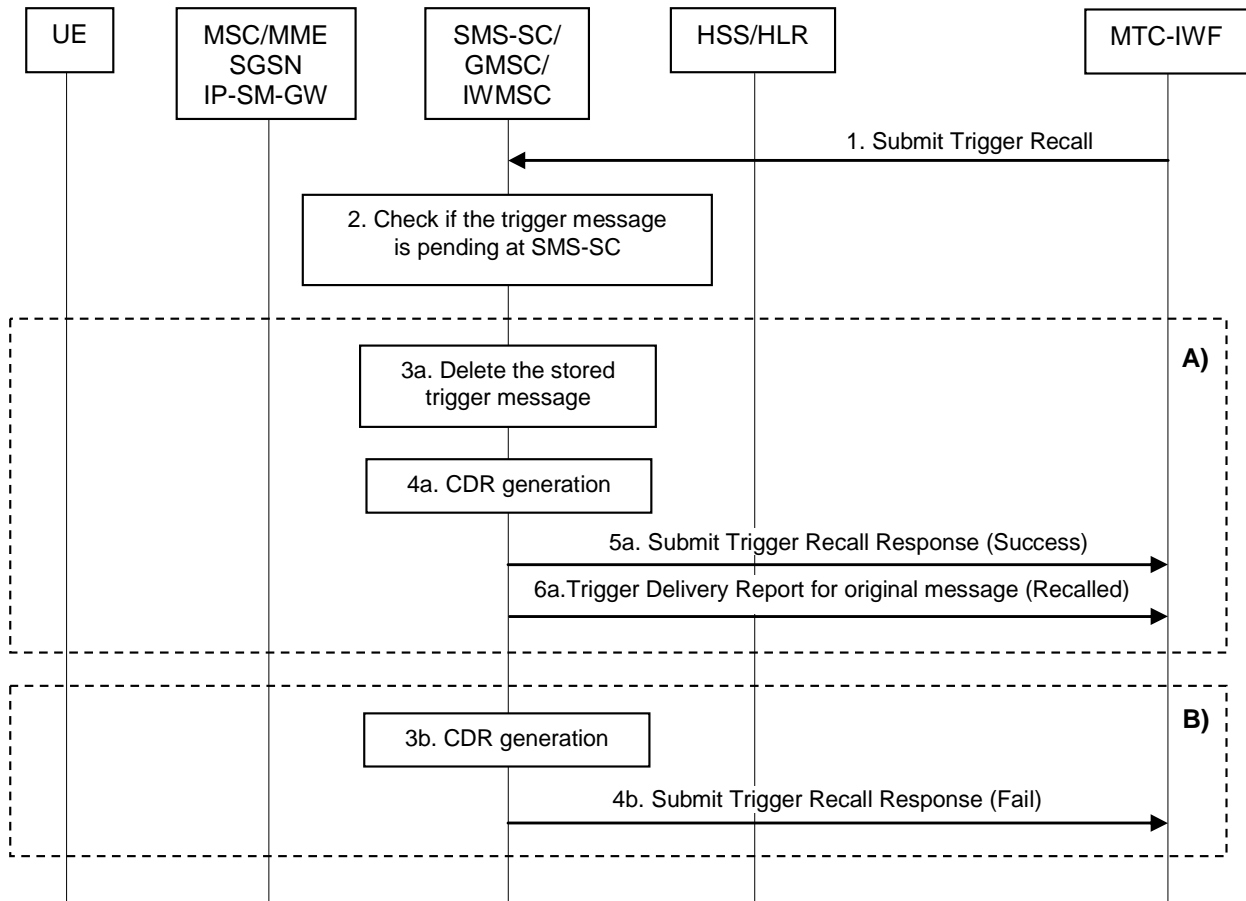 UE
MSC/MME
SGSN
IP-SM-GW
SMS-SC/
GMSC/
IWMSC
HSS/HLR
MTC-IWF
1. Submit Trigger Recall
2. Check if the trigger message
is pending at SMS-SC
A)
3a. Delete the stored
trigger message
4a. CDR generation
5a. Submit Trigger Recall Response (Success)
6a.Trigger Delivery Report for original message (Recalled)
B)
3b. CDR generation
4b. Submit Trigger Recall Response (Fail)